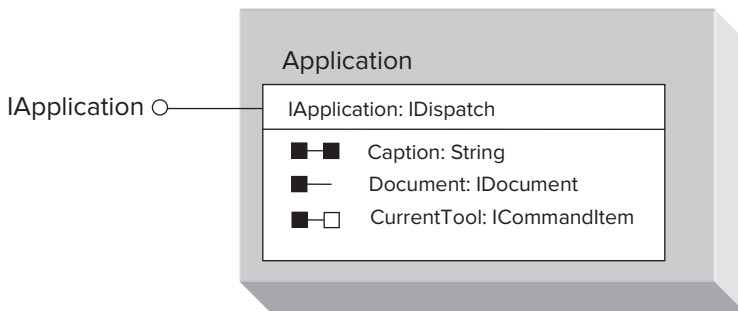 Application
IApplication
IApplication: IDispatch
Caption: String
Document: IDocument
CurrentTool: ICommandItem